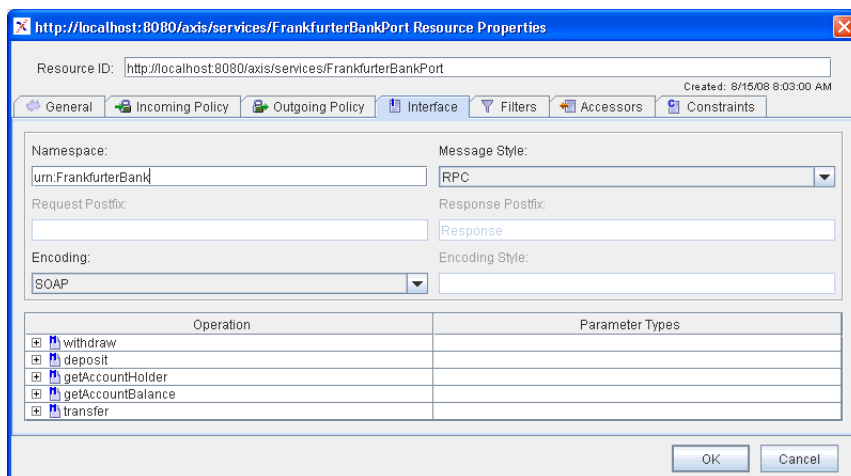 http://localhost:8080/axis/services/FrankfurterBankPort Resource Properties
Resource ID: http://localhost:8080/axis/services/FrankfurterBankPort
Created: 8/15/08 8:03:00 AM
General Incoming Policy Outgoing Policy Interface Filters Accessors Constraints
Namespace: Message Style:
urn:FrankfurterBank RPC
Request Postfix: Response Postfix:
Response
Encoding: Encoding Style:
SOAP
Operation Parameter Types
withdraw
deposit
getAccountHolder
getAccountBalance
transfer
OK Cancel